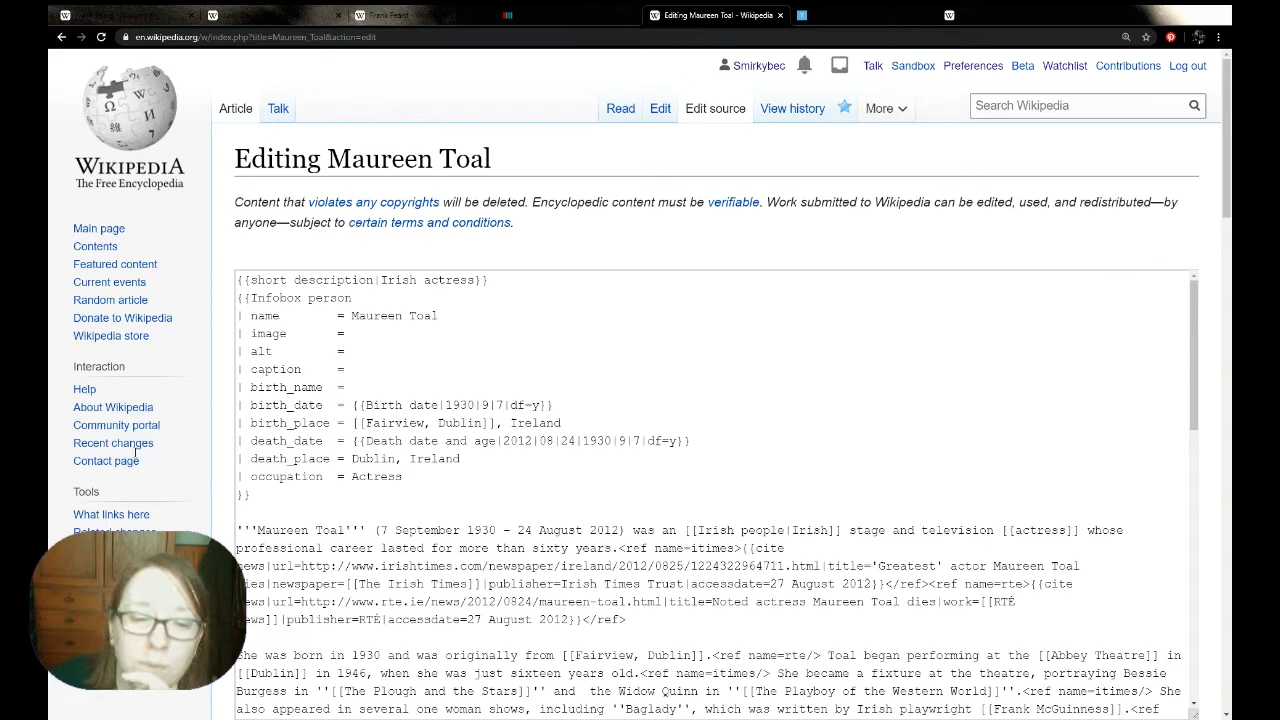 Frank Peard - Wi
Editing Maureen Toal - Wikipedia
en.wikipedia.org/w/index.php?title=Maureen_Toal&action=edit
Smirkybec Talk Sandbox Preferences Beta Watchlist Contributions Log out
Article Talk Read Edit Edit source View history More Search Wikipedia
WIKIPEDIA
The Free Encyclopedia
Main page
Contents
Featured content
Current events
Random article
Donate to Wikipedia
Wikipedia store
Interaction
Help
About Wikipedia
Community portal
Recent changes
Contact page
Tools
What links here
Related changes
Editing Maureen Toal
Content that violates any copyrights will be deleted. Encyclopedic content must be verifiable. Work submitted to Wikipedia can be edited, used, and redistributed—by
anyone—subject to certain terms and conditions.
{{short description|Irish actress}}
{{Infobox person
| name = Maureen Toal
| image =
| alt =
| caption =
| birth_name =
| birth_date = {{Birth date|1930|9|7|df=y}}
| birth_place = [[Fairview, Dublin]], Ireland
| death_date = {{Death date and age|2012|08|24|1930|9|7|df=y}}
| death_place = Dublin, Ireland
| occupation = Actress
}}
'''Maureen Toal''' (7 September 1930 – 24 August 2012) was an [[Irish people|Irish]] stage and television [[actress]] whose
professional career lasted for more than sixty years.<ref name=itimes>{{cite
news|url=http://www.irishtimes.com/newspaper/ireland/2012/0825/1224322964711.html|title='Greatest' actor Maureen Toal
dies|newspaper=[[The Irish Times]]|publisher=Irish Times Trust|accessdate=27 August 2012}}</ref><ref name=rte>{{cite
news|url=http://www.rte.ie/news/2012/0824/maureen-toal.html|title=Noted actress Maureen Toal dies|work=[[RTÉ
News]]|publisher=RTÉ|accessdate=27 August 2012}}</ref>
She was born in 1930 and was originally from [[Fairview, Dublin]].<ref name=rte/> Toal began performing at the [[Abbey Theatre]] in
[[Dublin]] in 1946, when she was just sixteen years old.<ref name=itimes/> She became a fixture at the theatre, portraying Bessie
Burgess in ''[[The Plough and the Stars]]'' and the Widow Quinn in ''[[The Playboy of the Western World]]''.<ref name=itimes/> She
also appeared in several one woman shows, including ''Baglady'', which was written by Irish playwright [[Frank McGuinness]].<ref